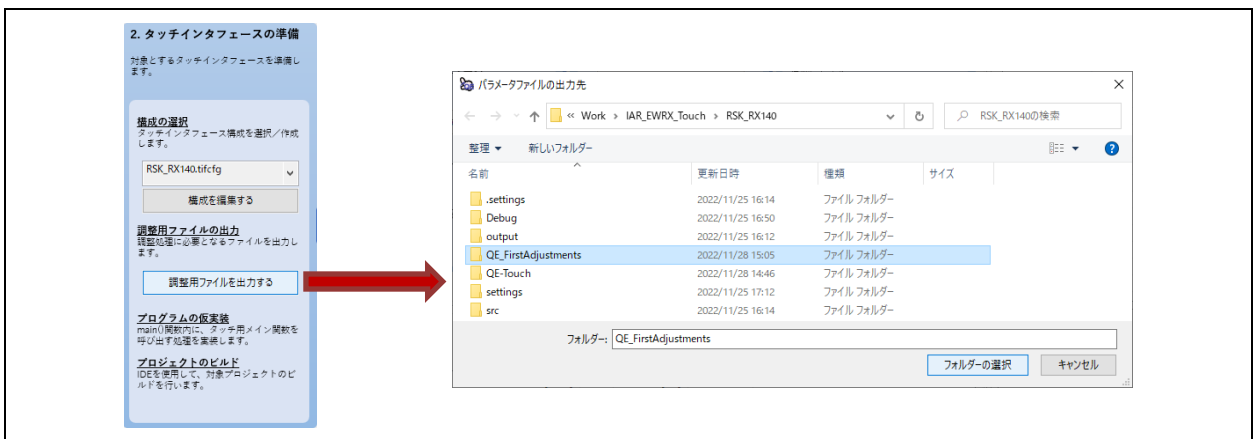 2. タッチインタフェースの準備
対象とするタッチインタフェースを準備し
ます。
構成の選択
タッチインタフェース構成を選択／作成
します。
RSK_RX140.tifcfg
構成を編集する
調整用ファイルの出力
調整処理に必要となるファイルを出力し
ます。
調整用ファイルを出力する
プログラムの仮実装
main()関数内に、タッチ用メイン関数を
呼び出す処理を実装します。
プロジェクトのビルド
IDEを使用して、対象プロジェクトのビ
ルドを行います。
パラメータファイルの出力先
« Work › IAR_EWRX_Touch › RSK_RX140
RSK_RX140の検索
整理 新しいフォルダー
名前 更新日時 種類 サイズ
.settings 2022/11/25 16:14 ファイル フォルダー
Debug 2022/11/25 16:50 ファイル フォルダー
output 2022/11/25 16:12 ファイル フォルダー
QE_FirstAdjustments 2022/11/28 15:05 ファイル フォルダー
QE-Touch 2022/11/28 14:46 ファイル フォルダー
settings 2022/11/25 17:12 ファイル フォルダー
src 2022/11/25 16:14 ファイル フォルダー
フォルダー: QE_FirstAdjustments
フォルダーの選択 キャンセル